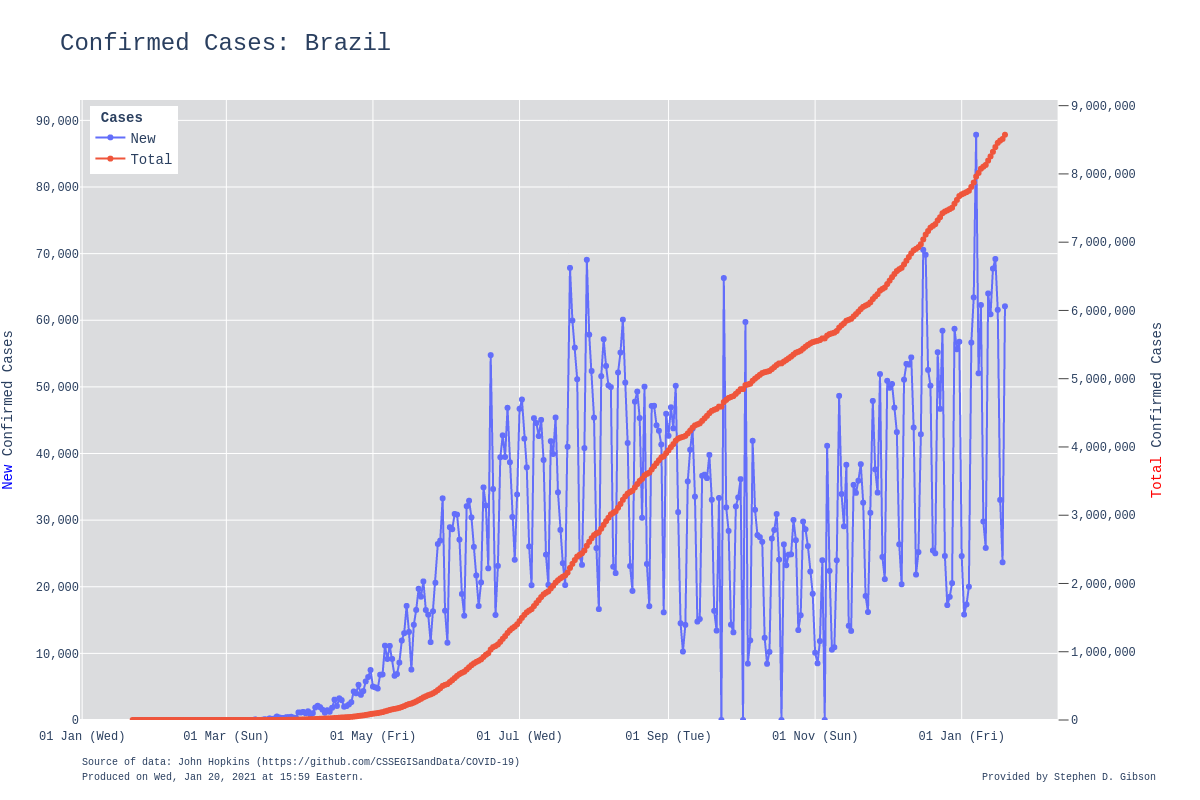 Confirmed Cases: Brazil
Cases
New
Total
90,000
80,000
70,000
60,000
50,000
40,000
30,000
20,000
10,000
0
New Confirmed Cases
9,000,000
8,000,000
7,000,000
6,000,000
5,000,000
4,000,000
3,000,000
2,000,000
1,000,000
0
Total Confirmed Cases
01 Jan (Wed) 01 Mar (Sun) 01 May (Fri) 01 Jul (Wed) 01 Sep (Tue) 01 Nov (Sun) 01 Jan (Fri)
Source of data: John Hopkins (https://github.com/CSSEGISandData/COVID-19)
Produced on Wed, Jan 20, 2021 at 15:59 Eastern.
Provided by Stephen D. Gibson